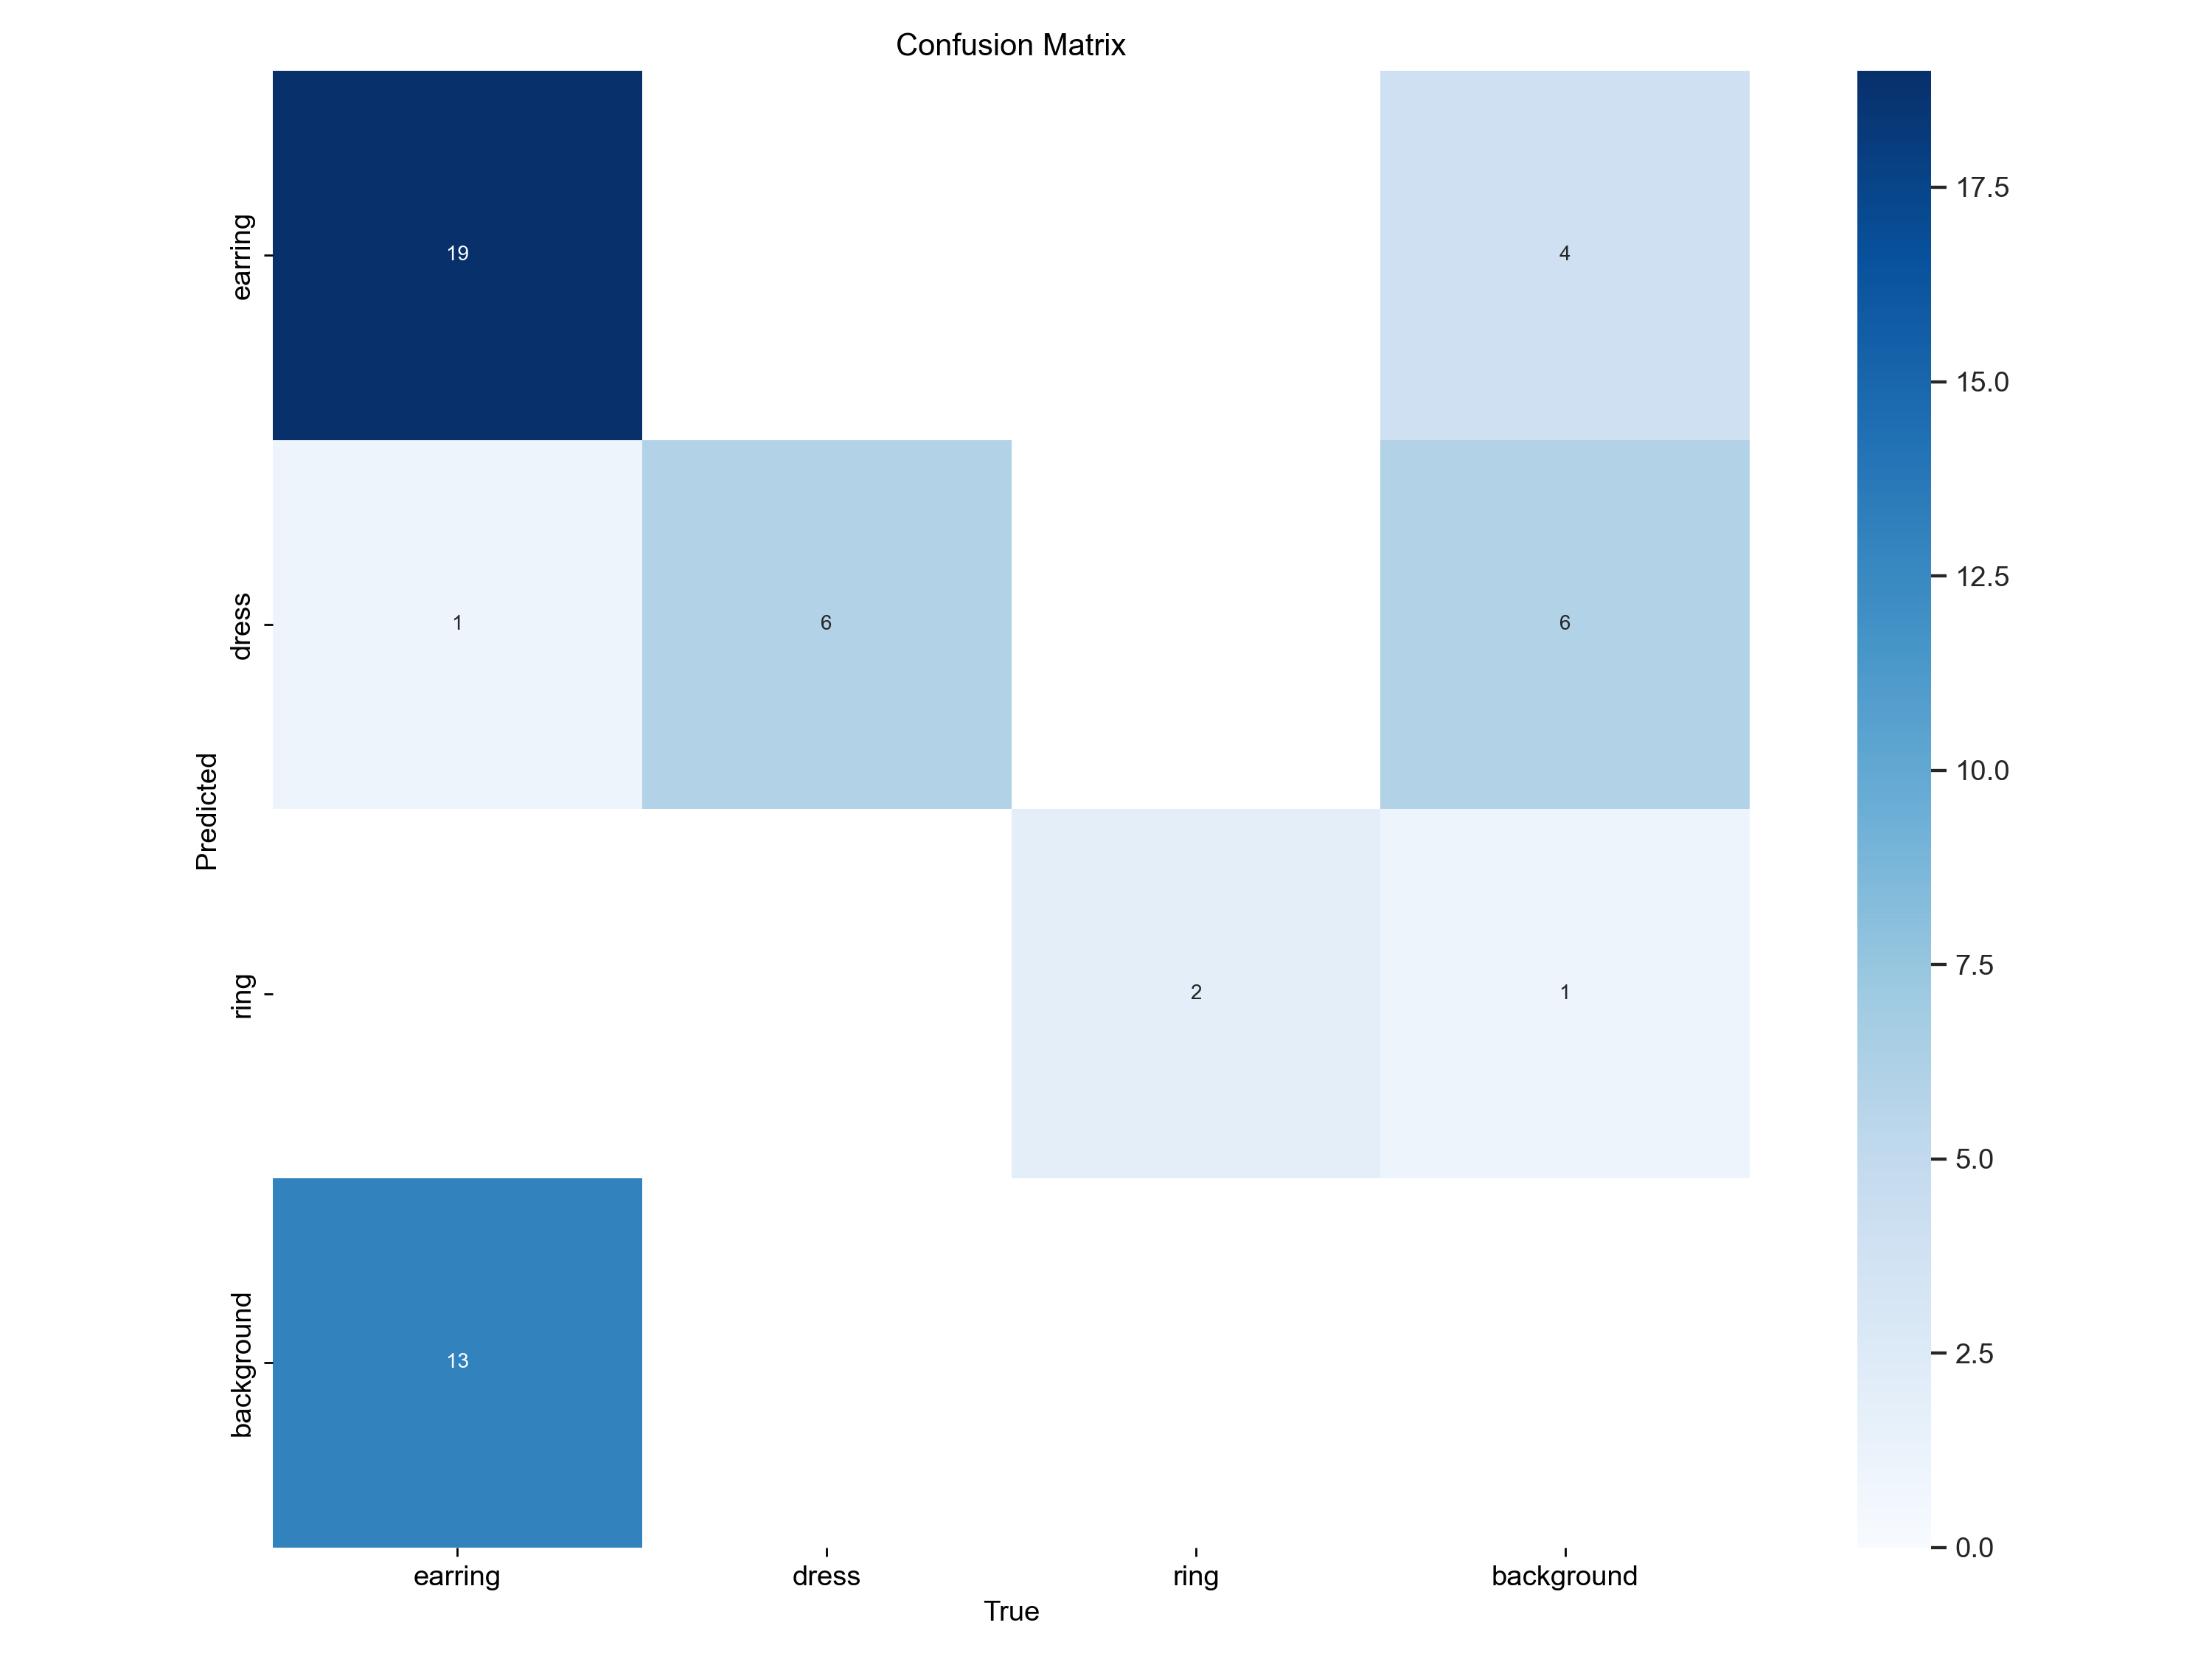 Confusion Matrix
earring
19
4
17.5
15.0
dress
1
6
6
12.5
Predicted
10.0
ring
2
1
7.5
5.0
background
13
2.5
0.0
earring
dress
ring
background
True